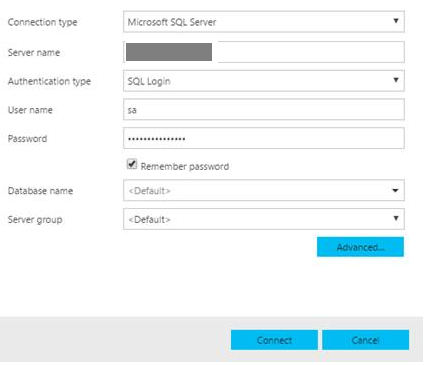 Connection type Microsoft SQL Server
Server name
Authentication type SQL Login
User name sa
Password •••••••••••••••
Remember password
Database name <Default>
Server group <Default>
Advanced...
Connect Cancel